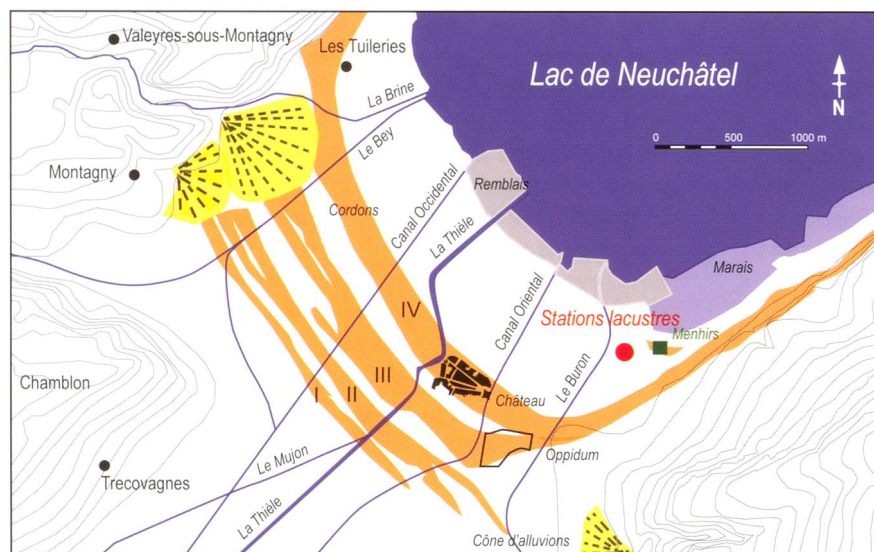 Valeyres-sous-Montagny
Les Tuileries
Lac de Neuchâtel
N
0 500 1000 m
La Brine
Le Bey
Montagny
Cordons
Canal Occidental
Remblais
La Thièle
Marais
Canal Oriental
IV
Stations lacustres
Menhirs
III
II
I
Chamblon
Château
Le Buron
Oppidum
Le Mujon
Trecovagnes
La Thièle
Cône d'alluvions